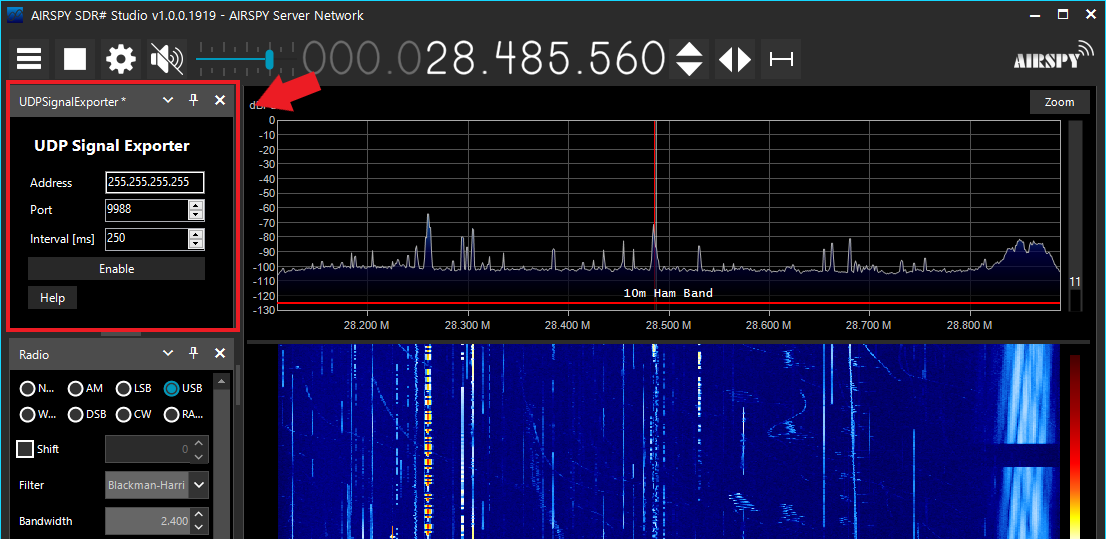 AIRSPY SDR# Studio v1.0.0.1919 - AIRSPY Server Network
000.028.485.560
AIRSPY
UDPSignalExporter *
UDP Signal Exporter
Address 255.255.255.255
Port 9988
Interval [ms] 250
Enable
Help
Zoom
0
-10
-20
-30
-40
-50
-60
-70
-80
-90
-100
-110
-120
-130
11
10m Ham Band
28.200 M 28.300 M 28.400 M 28.500 M 28.600 M 28.700 M 28.800 M
Radio
N... AM LSB USB
W... DSB CW RA...
Shift 0
Filter Blackman-Harri
Bandwidth 2.400